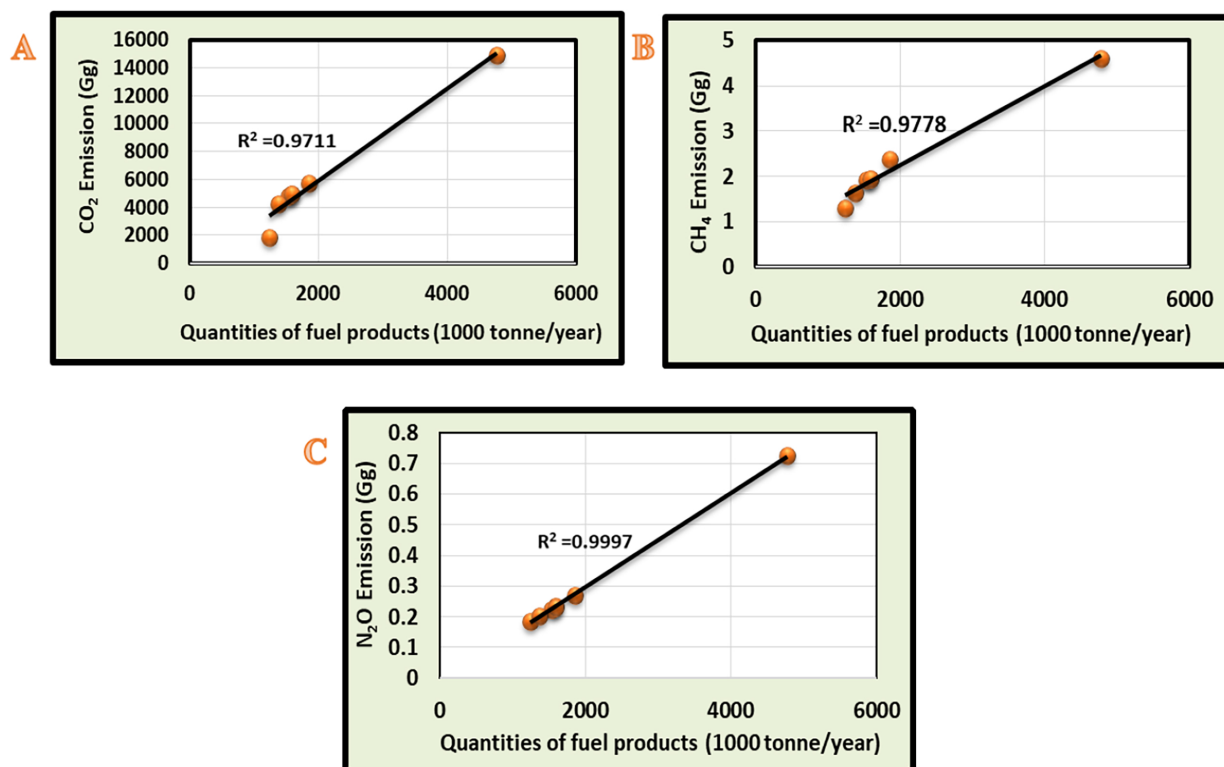 A
CO₂ Emission (Gg)
16000
14000
12000
10000
8000
6000
4000
2000
0
R² =0.9711
0 2000 4000 6000
Quantities of fuel products (1000 tonne/year)
B
CH₄ Emission (Gg)
5
4
3
2
1
0
R² =0.9778
0 2000 4000 6000
Quantities of fuel products (1000 tonne/year)
C
N₂O Emission (Gg)
0.8
0.7
0.6
0.5
0.4
0.3
0.2
0.1
0
R² =0.9997
0 2000 4000 6000
Quantities of fuel products (1000 tonne/year)